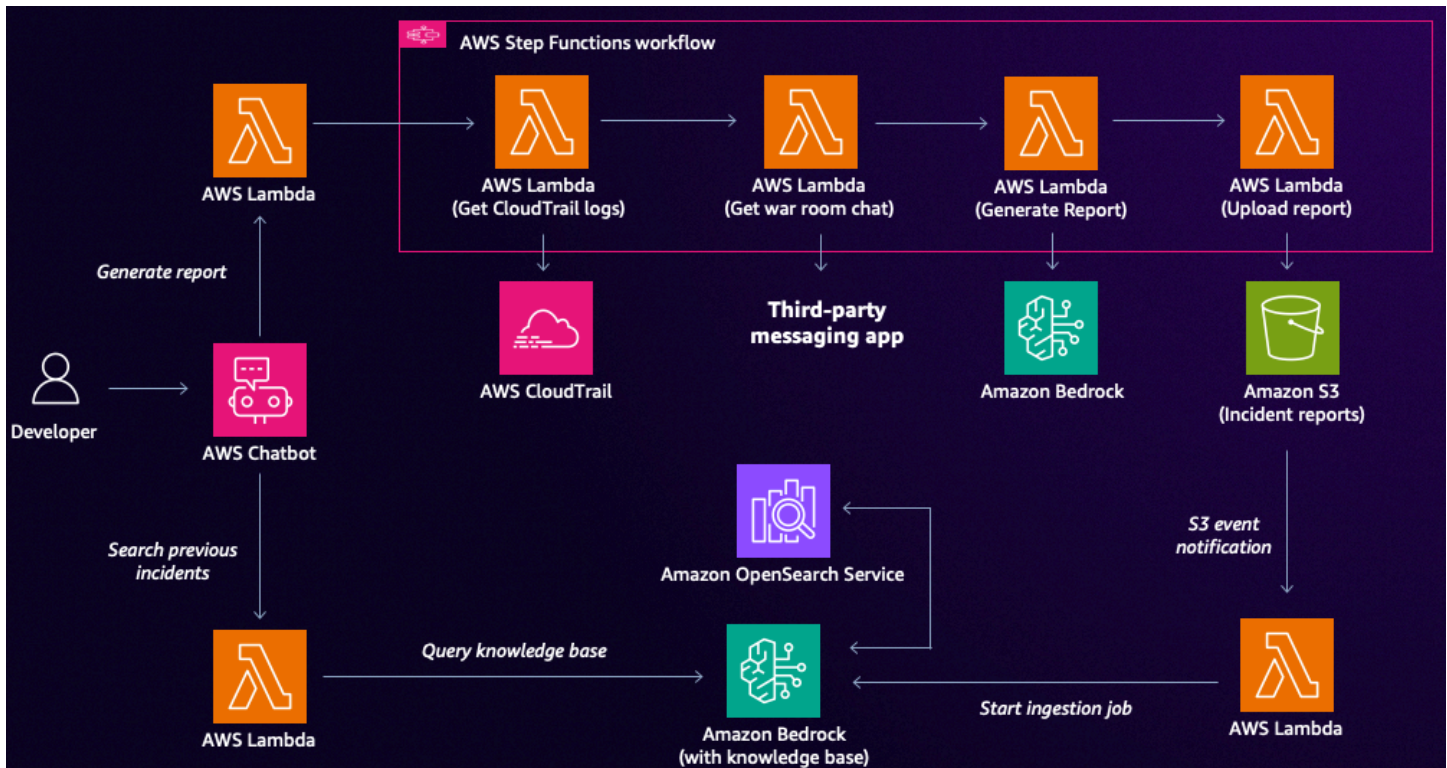 AWS Step Functions workflow
AWS Lambda
AWS Lambda
(Get CloudTrail logs)
AWS Lambda
(Get war room chat)
AWS Lambda
(Generate Report)
AWS Lambda
(Upload report)
Generate report
Third-party
messaging app
AWS CloudTrail
Amazon Bedrock
Amazon S3
(Incident reports)
Developer
AWS Chatbot
Search previous
incidents
Amazon OpenSearch Service
S3 event
notification
Query knowledge base
Start ingestion job
AWS Lambda
Amazon Bedrock
(with knowledge base)
AWS Lambda